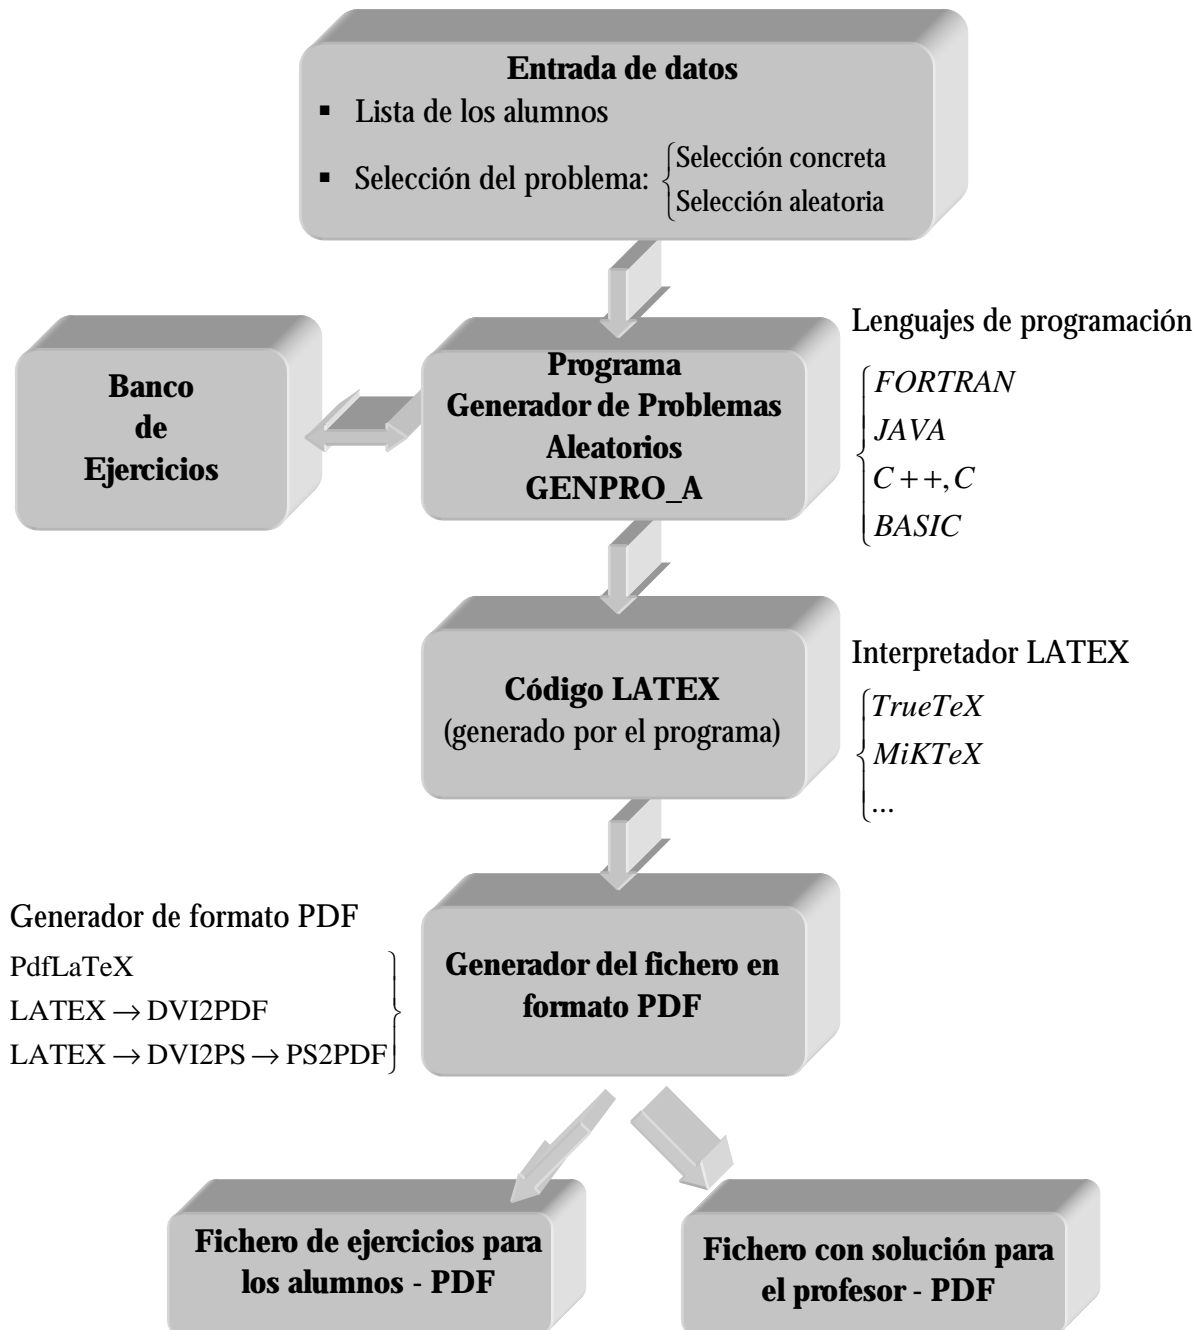 Entrada de datos
▪ Lista de los alumnos
▪ Selección del problema:
Selección concreta
Selección aleatoria
Banco
de
Ejercicios
Programa
Generador de Problemas
Aleatorios
GENPRO_A
Lenguajes de programación
FORTRAN
JAVA
C + +, C
BASIC
Código LATEX
(generado por el programa)
Interpretador LATEX
TrueTeX
MiKTeX
...
Generador de formato PDF
PdfLaTeX
LATEX → DVI2PDF
LATEX → DVI2PS → PS2PDF
Generador del fichero en
formato PDF
Fichero de ejercicios para
los alumnos - PDF
Fichero con solución para
el profesor - PDF